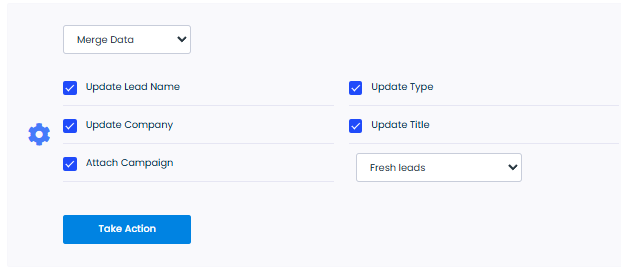 Merge Data
Update Lead Name
Update Type
Update Company
Update Title
Attach Campaign
Fresh leads
Take Action